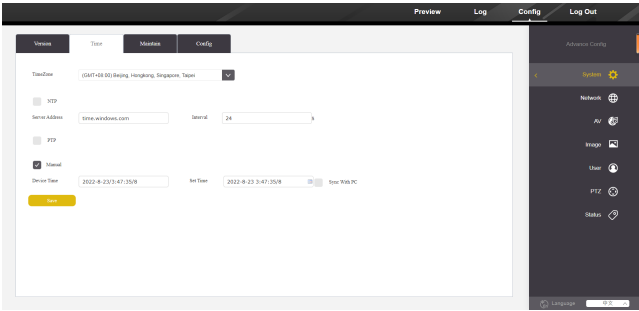 Preview Log Config Log Out
Version Time Maintain Config
Advance Config
TimeZone (GMT+08:00) Beijing, Hongkong, Singapore, Taipei
System
NTP
Network
Server Address time.windows.com Interval 24 h
AV
PTP
Image
Manual
User
Device Time 2022-8-23/3:47:35/8 Set Time 2022-8-23 3:47:35/8 Sync With PC
PTZ
Save
Status
Language 中文